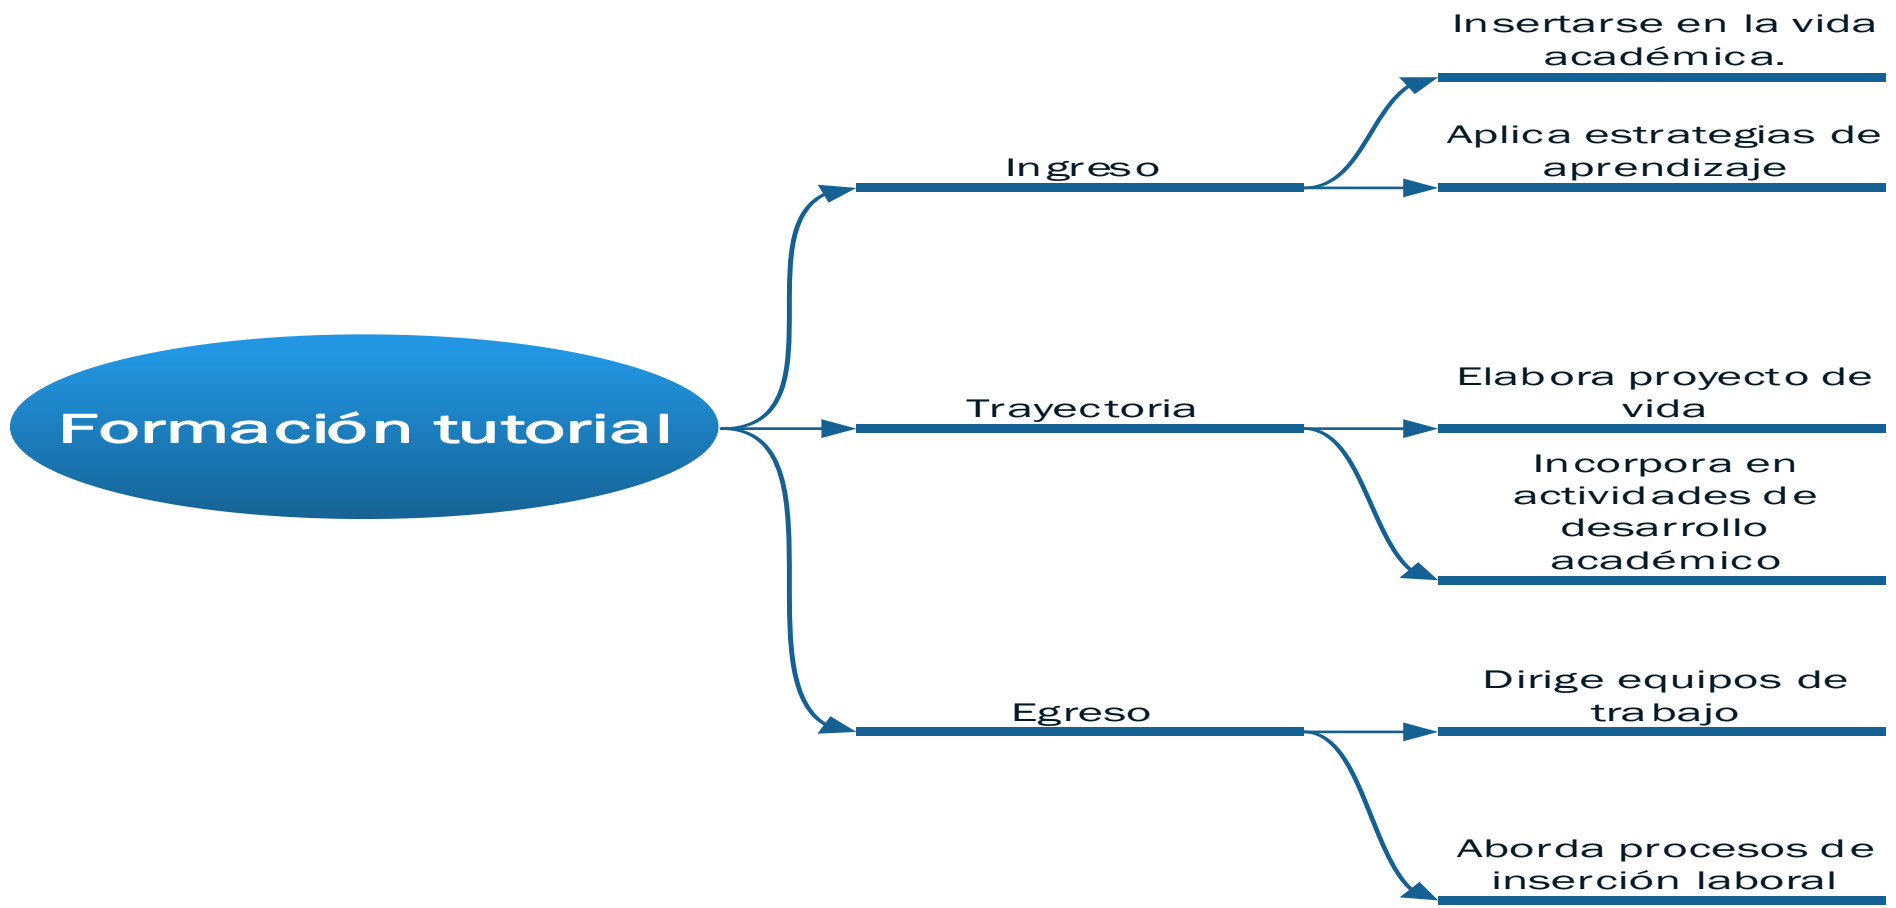 Formación tutorial
Ingreso
Insertarse en la vida
académica.
Aplica estrategias de
aprendizaje
Trayectoria
Elabora proyecto de
vida
Incorpora en
actividades de
desarrollo
académico
Egreso
Dirige equipos de
trabajo
Aborda procesos de
inserción laboral